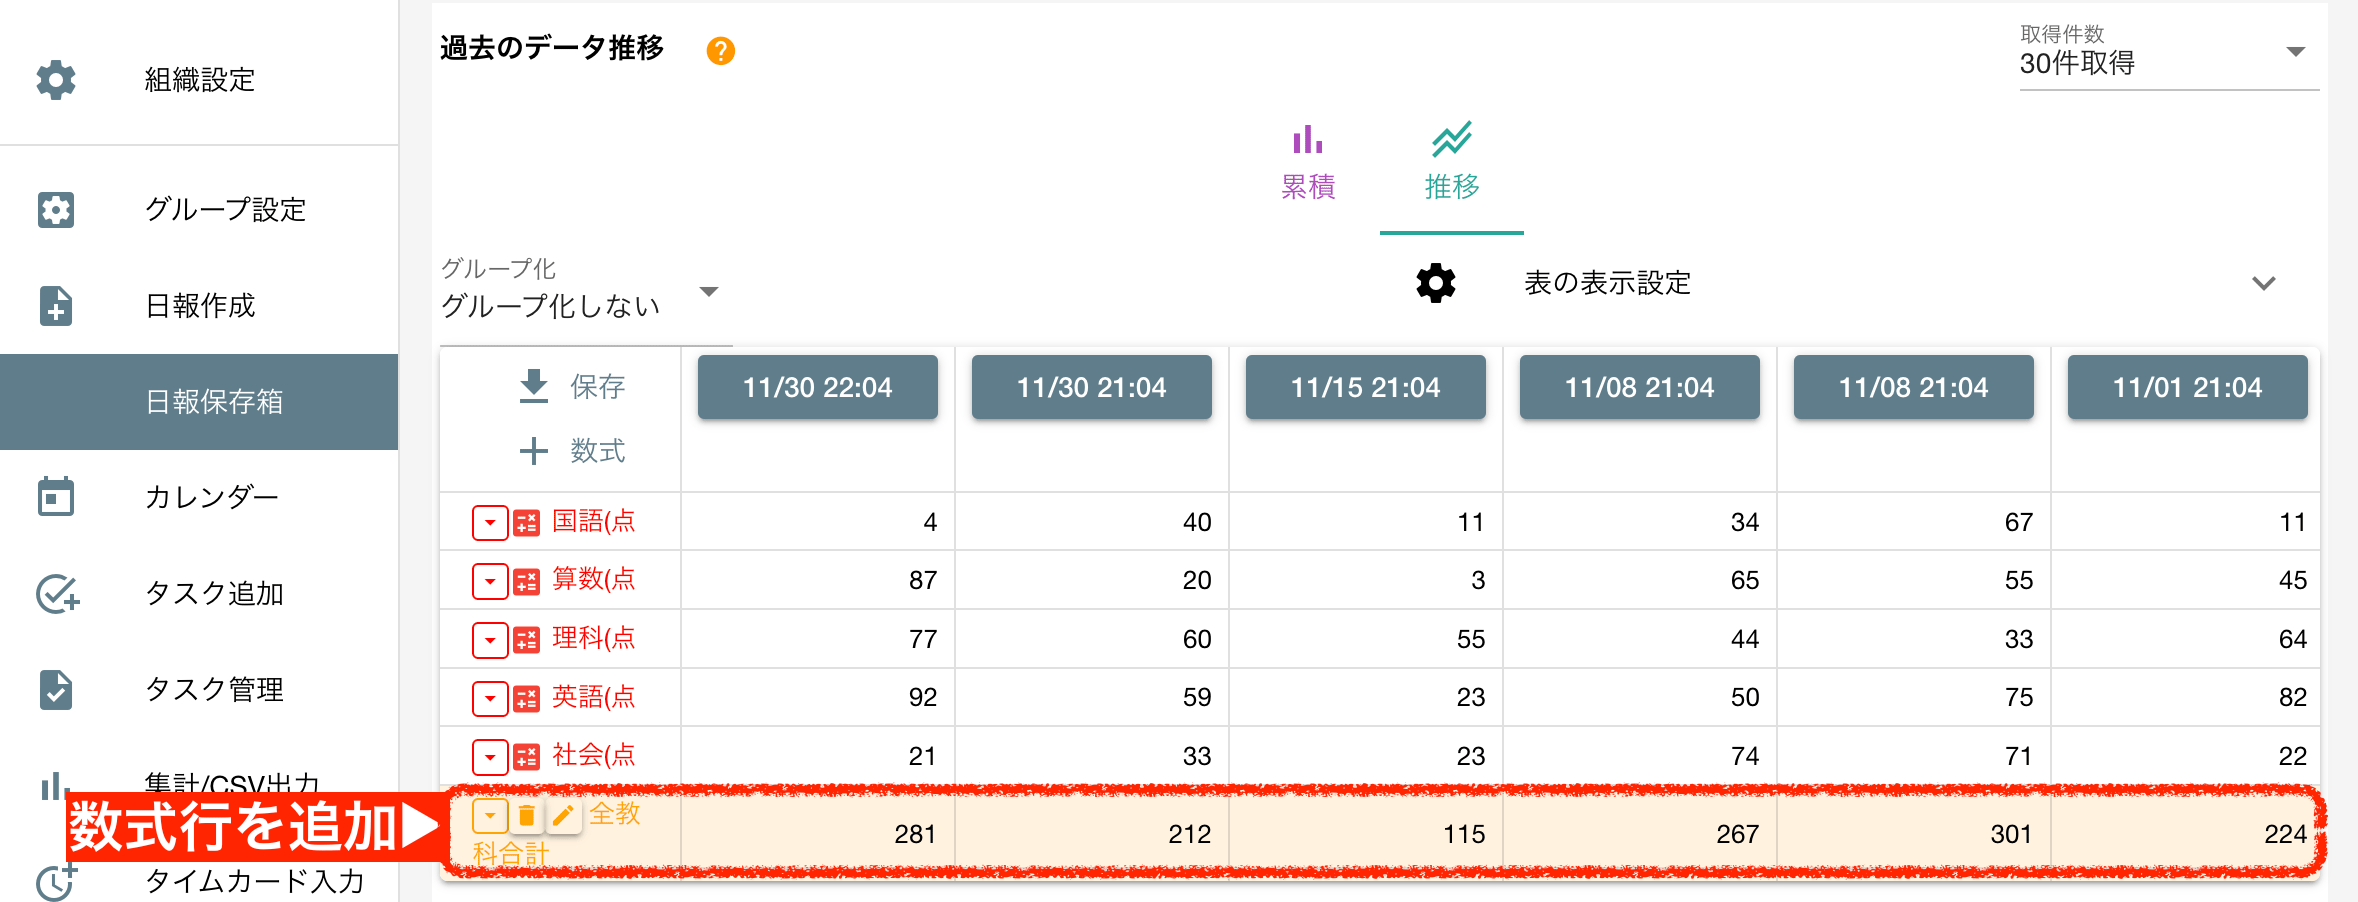 組織設定
グループ設定
日報作成
日報保存箱
カレンダー
タスク追加
タスク管理
集計/CSV出力
数式行を追加▶
タイムカード入力
過去のデータ推移
取得件数
30件取得
累積
推移
グループ化
グループ化しない
表の表示設定
保存
数式
11/30 22:04 11/30 21:04 11/15 21:04 11/08 21:04 11/08 21:04 11/01 21:04
国語(点 4 40 11 34 67 11
算数(点 87 20 3 65 55 45
理科(点 77 60 55 44 33 64
英語(点 92 59 23 50 75 82
社会(点 21 33 23 74 71 22
全教
科合計 281 212 115 267 301 224